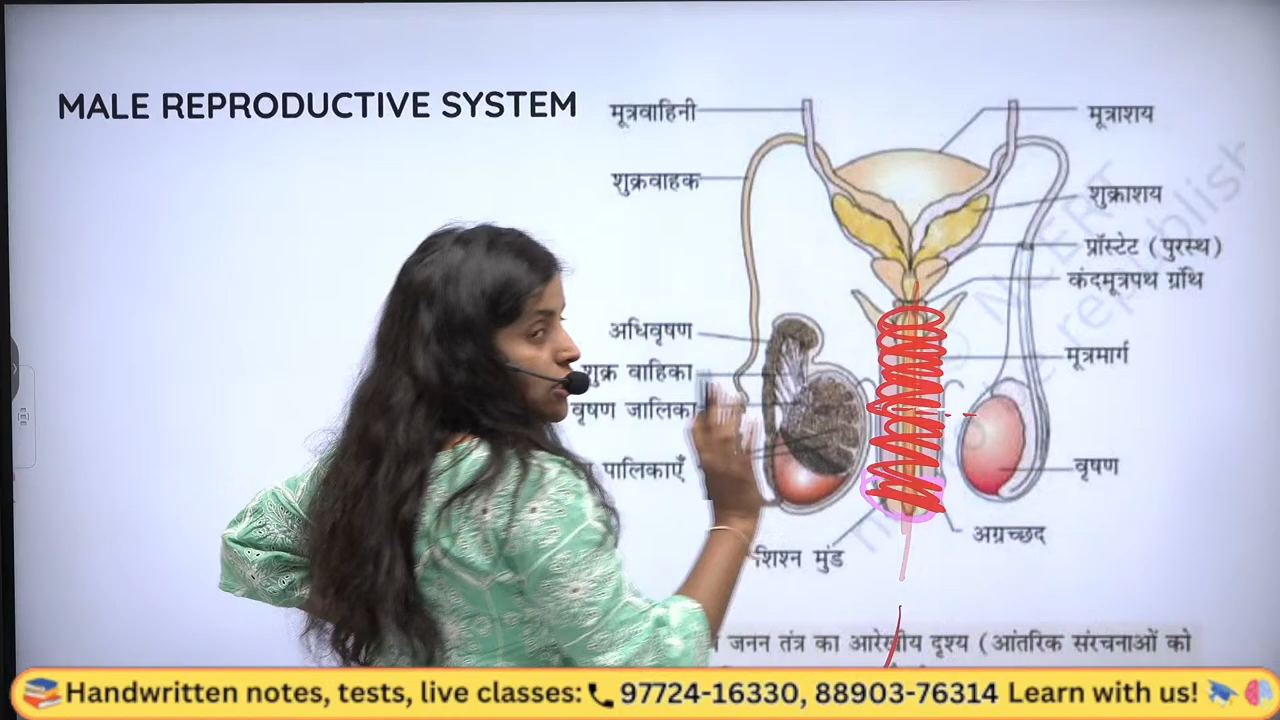 MALE REPRODUCTIVE SYSTEM
मूत्रवाहिनी
मूत्राशय
शुक्रवाहक
शुक्राशय
प्रॉस्टेट (पुरस्थ)
कंदमूत्रपथ ग्रंथि
अधिवृषण
मूत्रमार्ग
शुक्र वाहिका
वृषण जालिका
पालिकाएँ
वृषण
अग्रच्छद
शिश्न मुंड
जनन तंत्र का आरेखीय दृश्य (आंतरिक संरचनाओं को
Handwritten notes, tests, live classes: 97724-16330, 88903-76314 Learn with us!